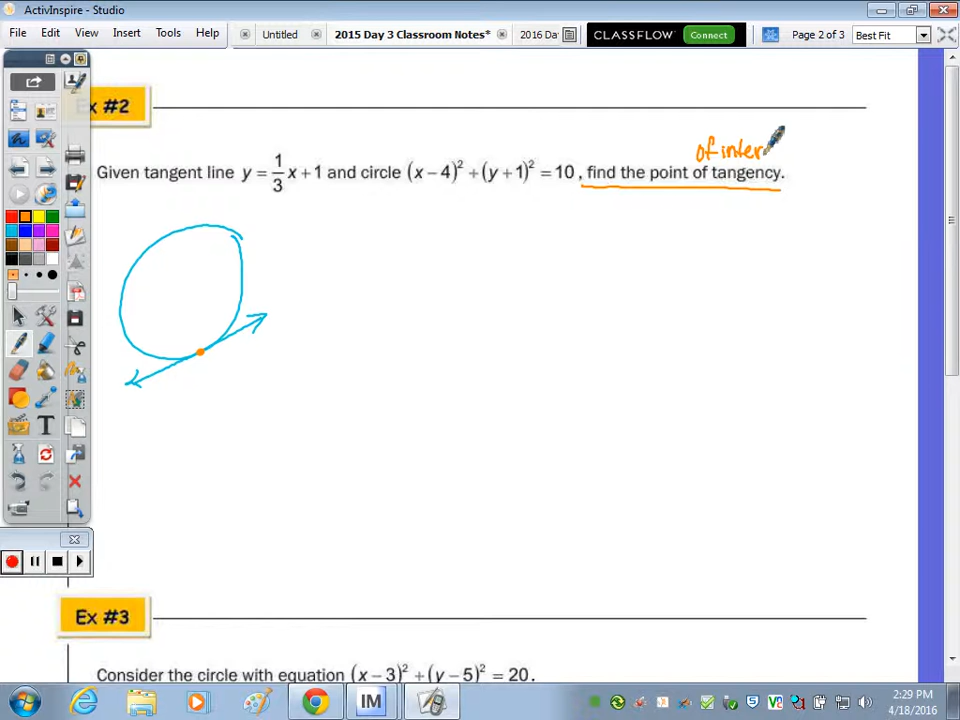 ActivInspire - Studio
File Edit View Insert Tools Help
Untitled
2015 Day 3 Classroom Notes*
2016 Da
CLASSFLOW Connect
Page 2 of 3
Best Fit
Ex #2
of inter
Given tangent line y = 1/3 x + 1 and circle (x − 4)² + (y + 1)² = 10 , find the point of tangency.
Ex #3
Consider the circle with equation (x − 3)² + (y − 5)² = 20.
IM
2:29 PM
4/18/2016